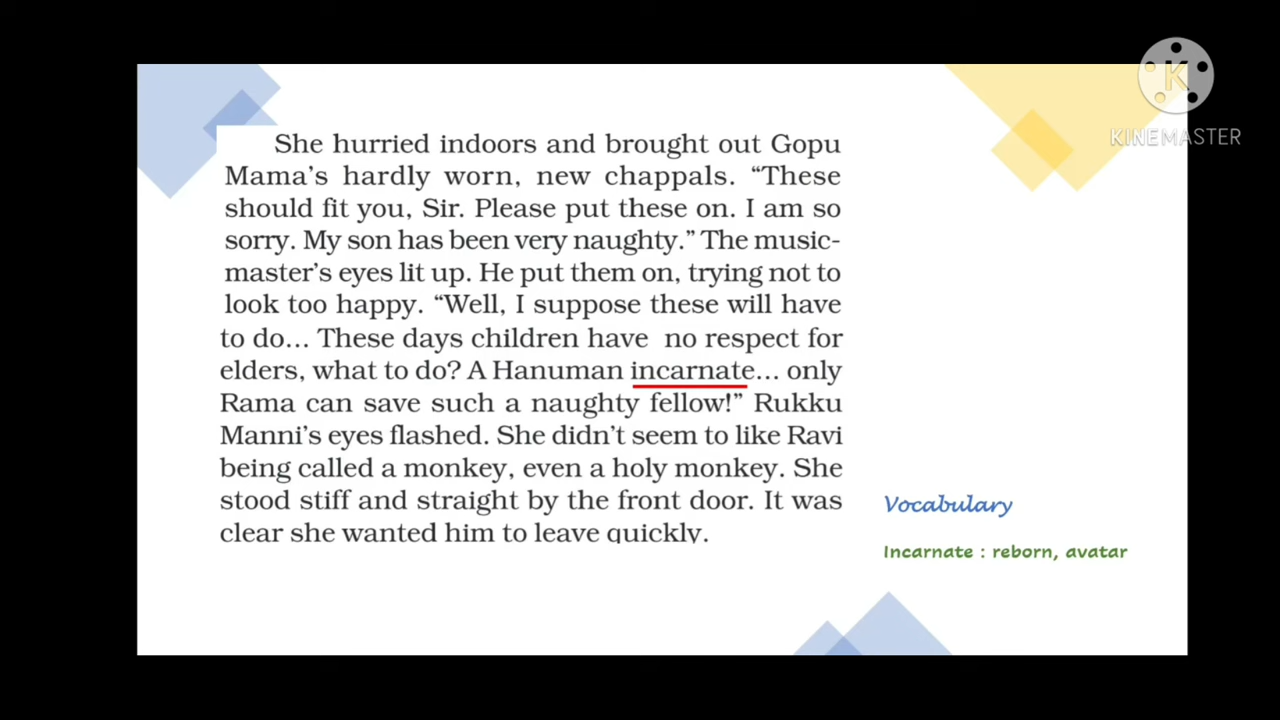 She hurried indoors and brought out Gopu
Mama's hardly worn, new chappals. “These
should fit you, Sir. Please put these on. I am so
sorry. My son has been very naughty.” The music-
master's eyes lit up. He put them on, trying not to
look too happy. “Well, I suppose these will have
to do... These days children have no respect for
elders, what to do? A Hanuman incarnate... only
Rama can save such a naughty fellow!” Rukku
Manni's eyes flashed. She didn't seem to like Ravi
being called a monkey, even a holy monkey. She
stood stiff and straight by the front door. It was
clear she wanted him to leave quickly.
Vocabulary
Incarnate : reborn, avatar
K
KINEMASTER